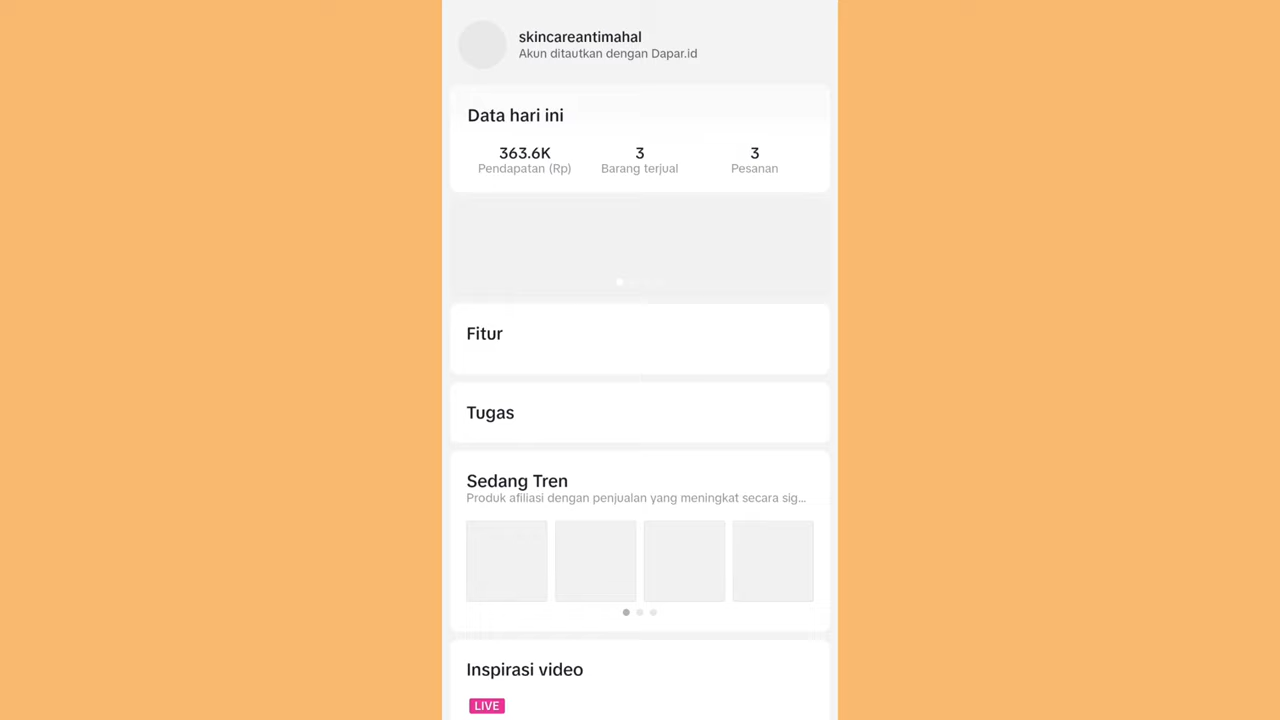 skincareantimahal
Akun ditautkan dengan Dapar.id
Data hari ini
363.6K 3 3
Pendapatan (Rp) Barang terjual Pesanan
Fitur
Tugas
Sedang Tren
Produk afiliasi dengan penjualan yang meningkat secara sig...
Inspirasi video
LIVE